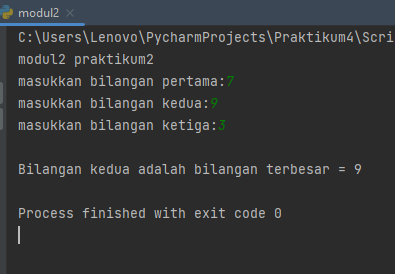 modul2
C:\Users\Lenovo\PycharmProjects\Praktikum4\Scri
modul2 praktikum2
masukkan bilangan pertama:7
masukkan bilangan kedua:9
masukkan bilangan ketiga:3
Bilangan kedua adalah bilangan terbesar = 9
Process finished with exit code 0